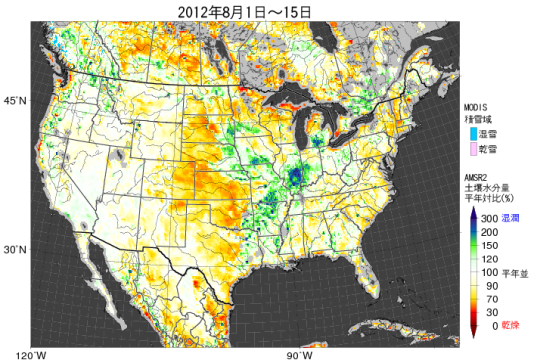 2012年8月1日～15日
45°N
30°N
120°W
90°W
MODIS
積雪域
湿雪
乾雪
AMSR2
土壌水分量
平年対比(%)
300 湿潤
200
150
120
100 平年並
90
70
30
0 乾燥